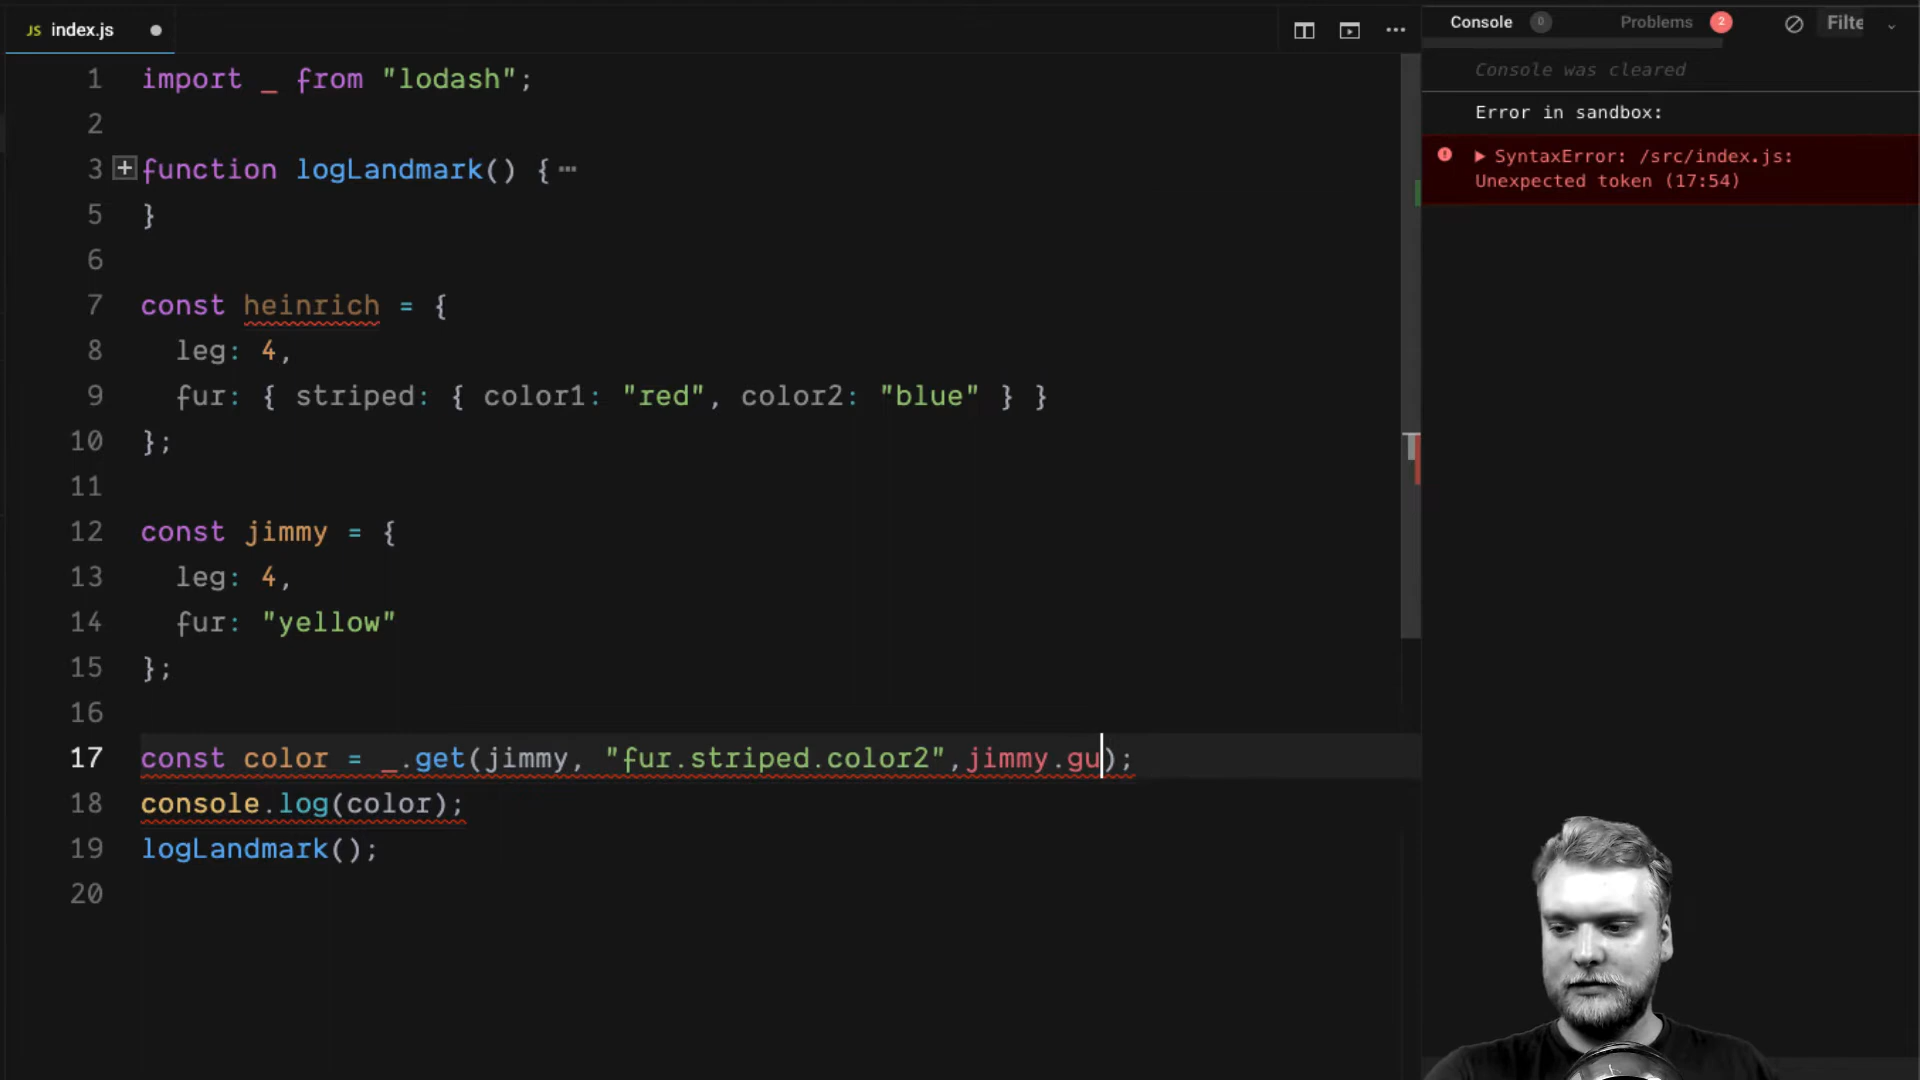 JS index.js
Console 0 Problems 2 Filte
1 import _ from "lodash";
2
3 function logLandmark() {
5 }
6
7 const heinrich = {
8 leg: 4,
9 fur: { striped: { color1: "red", color2: "blue" } }
10 };
11
12 const jimmy = {
13 leg: 4,
14 fur: "yellow"
15 };
16
17 const color = _.get(jimmy, "fur.striped.color2",jimmy.gu);
18 console.log(color);
19 logLandmark();
20
Console was cleared
Error in sandbox:
SyntaxError: /src/index.js:
Unexpected token (17:54)